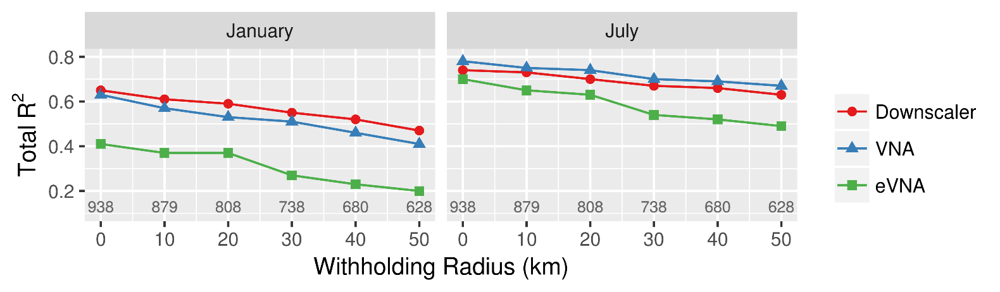 January
July
0.8
0.6
0.4
0.2
Total R²
938 879 808 738 680 628
938 879 808 738 680 628
0 10 20 30 40 50
0 10 20 30 40 50
Withholding Radius (km)
Downscaler
VNA
eVNA